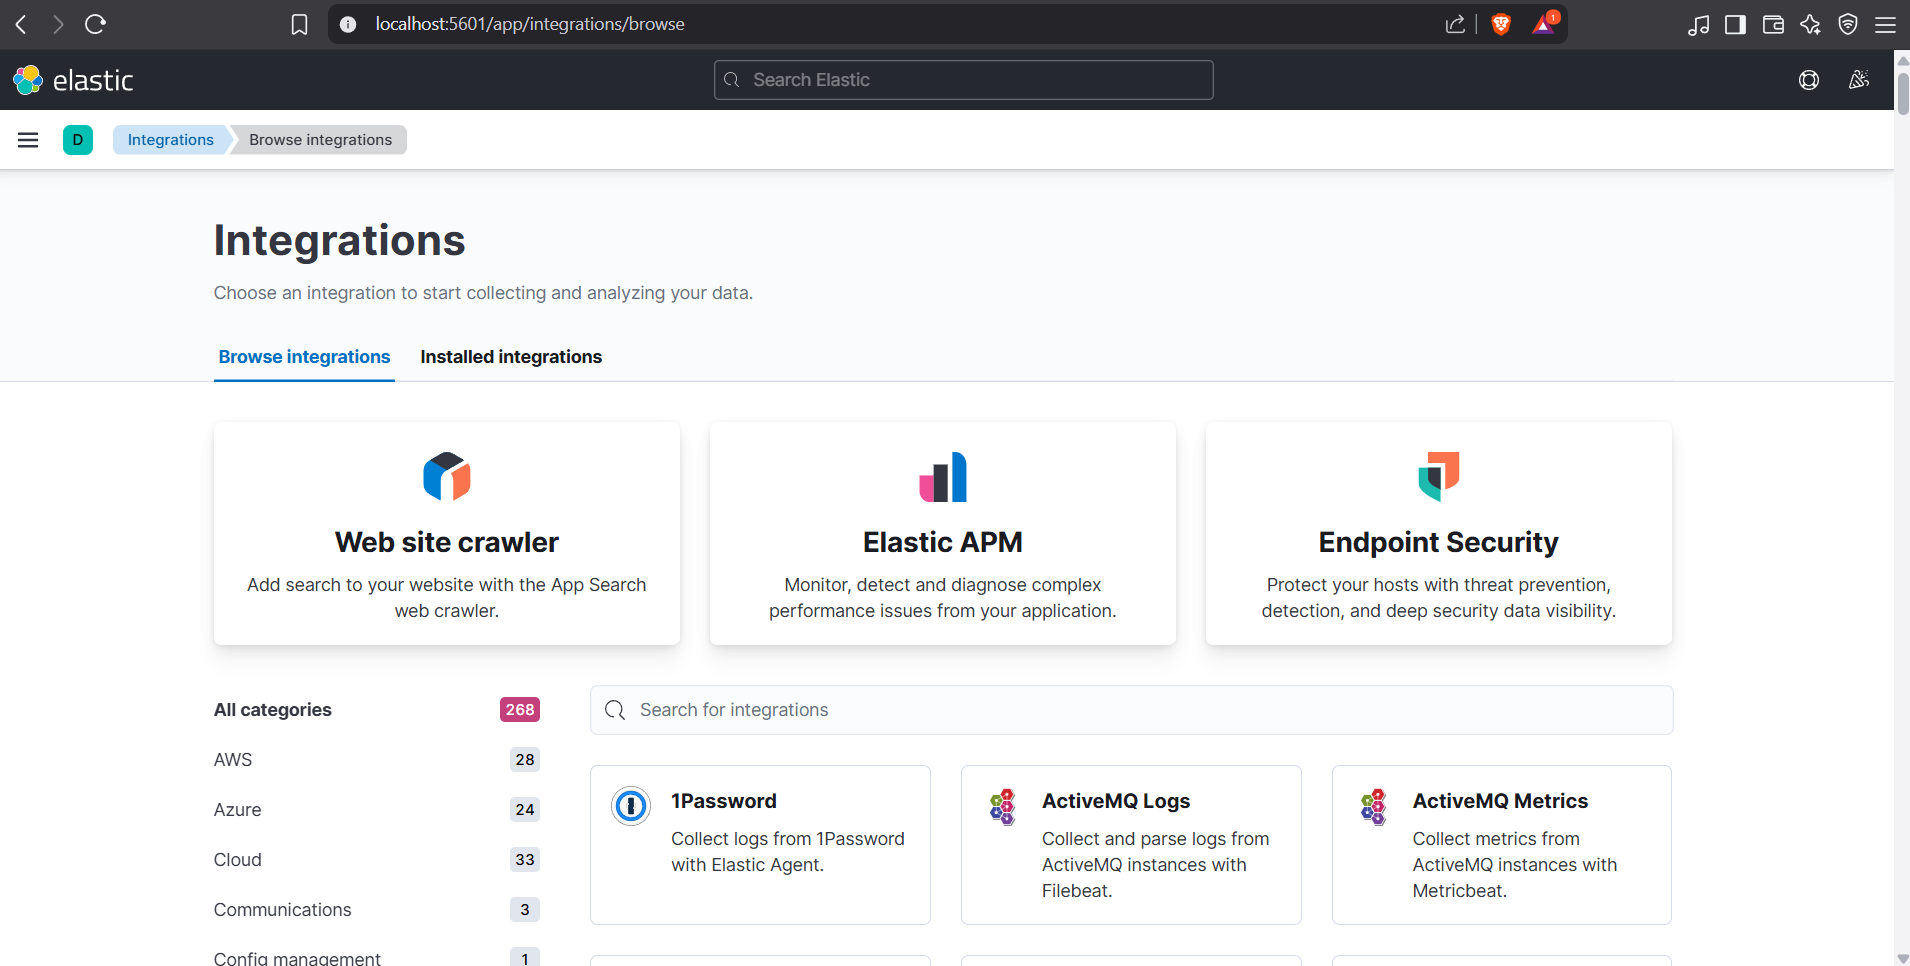 localhost:5601/app/integrations/browse
1
elastic
Search Elastic
D
Integrations
Browse integrations
Integrations
Choose an integration to start collecting and analyzing your data.
Browse integrations
Installed integrations
Web site crawler
Add search to your website with the App Search
web crawler.
Elastic APM
Monitor, detect and diagnose complex
performance issues from your application.
Endpoint Security
Protect your hosts with threat prevention,
detection, and deep security data visibility.
All categories 268
AWS 28
Azure 24
Cloud 33
Communications 3
Config management 1
Search for integrations
1Password
Collect logs from 1Password
with Elastic Agent.
ActiveMQ Logs
Collect and parse logs from
ActiveMQ instances with
Filebeat.
ActiveMQ Metrics
Collect metrics from
ActiveMQ instances with
Metricbeat.